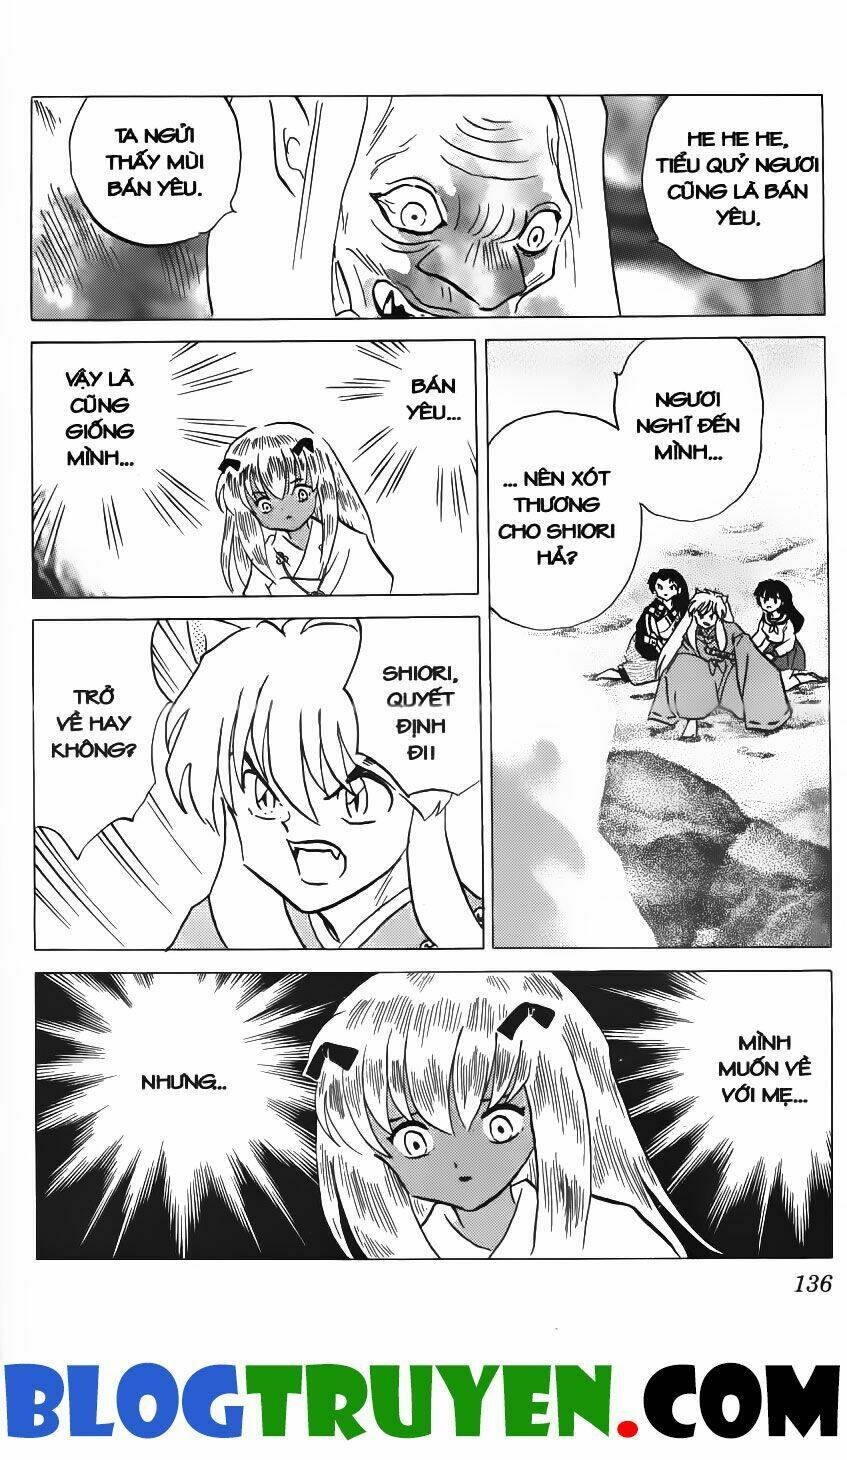 HE HE HE,
TIỂU QUỶ NGƯƠI
CŨNG LÀ BÁN
YÊU.
TA NGỬI
THẤY MÙI
BÁN YÊU.
NGƯƠI
NGHĨ ĐẾN
MÌNH...
... NÊN XÓT
THƯƠNG
CHO SHIORI
HẢ?
BÁN
YÊU...
VẬY LÀ
CŨNG
GIỐNG
MÌNH...
SHIORI,
QUYẾT
ĐỊNH
ĐI!
TRỞ
VỀ HAY
KHÔNG?
MÌNH
MUỐN VỀ
VỚI MẸ...
NHƯNG...
136
BLOGTRUYEN.COM